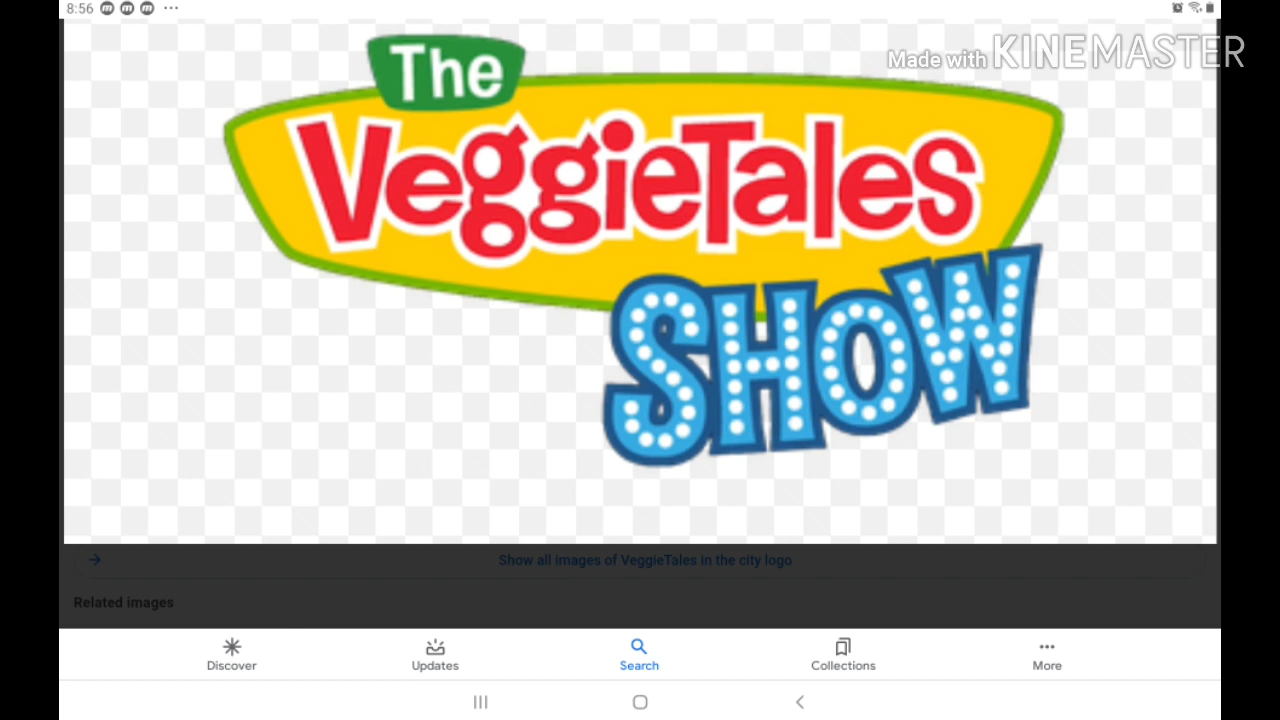 8:56
Made with KINEMASTER
The
VeggieTales
SHOW
Show all images of VeggieTales in the city logo
Related images
Discover Updates Search Collections More